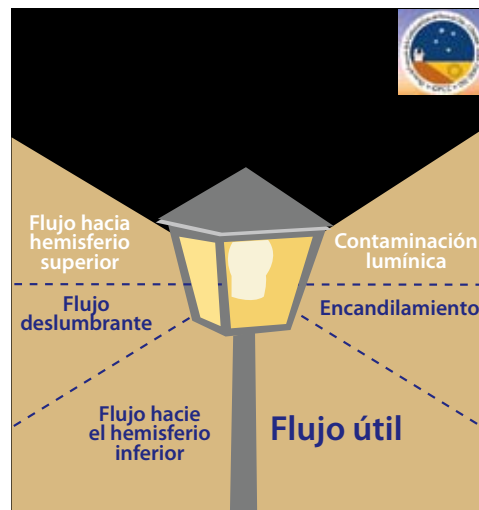 Flujo hacia
hemisferio
superior
Contaminación
lumínica
Flujo
deslumbrante
Encandilamiento
Flujo hacie
el hemisferio
inferior
Flujo útil